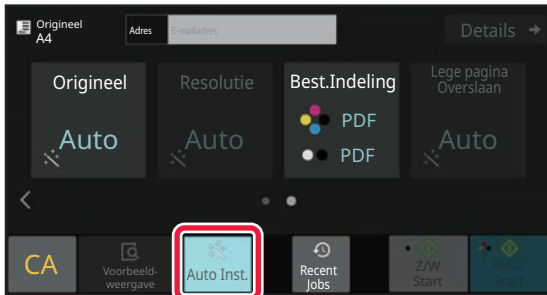 Origineel
A4
Adres
E-mailadres
Details
Origineel
Auto
Resolutie
Auto
Best.Indeling
PDF
PDF
Lege pagina
Overslaan
Auto
CA
Voorbeeld-
weergave
Auto Inst.
Recent
Jobs
Z/W
Start
Kleur
Start